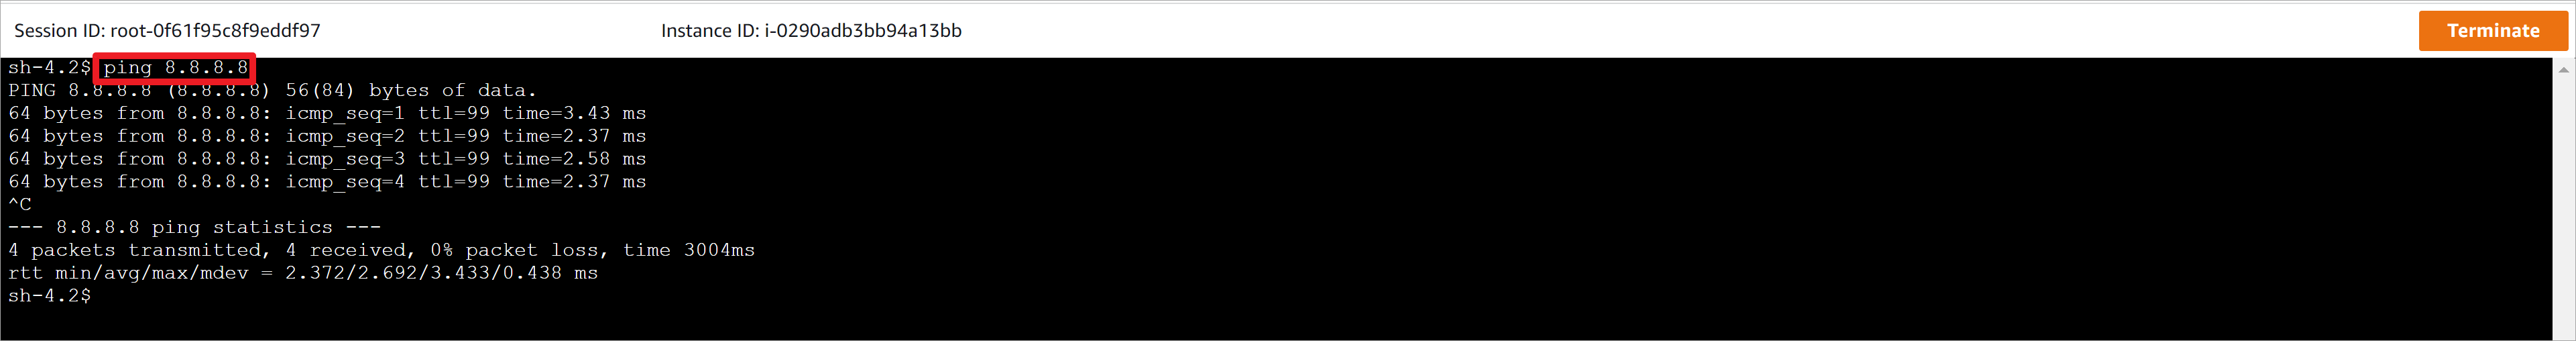 Session ID: root-0f61f95c8f9eddf97 Instance ID: i-0290adb3bb94a13bb Terminate
sh-4.2$ ping 8.8.8.8
PING 8.8.8.8 (8.8.8.8) 56(84) bytes of data.
64 bytes from 8.8.8.8: icmp_seq=1 ttl=99 time=3.43 ms
64 bytes from 8.8.8.8: icmp_seq=2 ttl=99 time=2.37 ms
64 bytes from 8.8.8.8: icmp_seq=3 ttl=99 time=2.58 ms
64 bytes from 8.8.8.8: icmp_seq=4 ttl=99 time=2.37 ms
^C
--- 8.8.8.8 ping statistics ---
4 packets transmitted, 4 received, 0% packet loss, time 3004ms
rtt min/avg/max/mdev = 2.372/2.692/3.433/0.438 ms
sh-4.2$